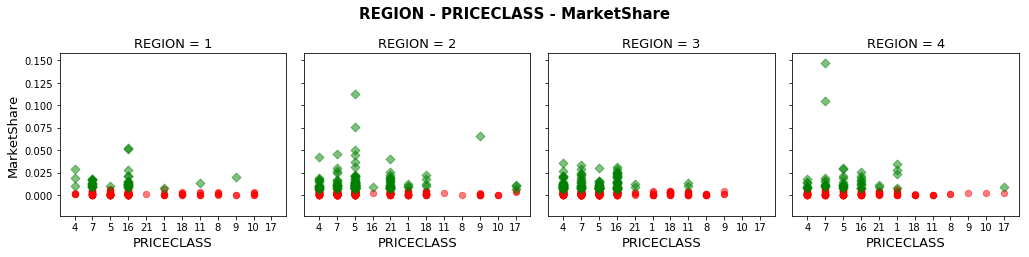 REGION - PRICECLASS - MarketShare
REGION = 1
REGION = 2
REGION = 3
REGION = 4
MarketShare
0.150
0.125
0.100
0.075
0.050
0.025
0.000
4 7 5 16 21 1 18 11 8 9 10 17
4 7 5 16 21 1 18 11 8 9 10 17
4 7 5 16 21 1 18 11 8 9 10 17
4 7 5 16 21 1 18 11 8 9 10 17
PRICECLASS
PRICECLASS
PRICECLASS
PRICECLASS